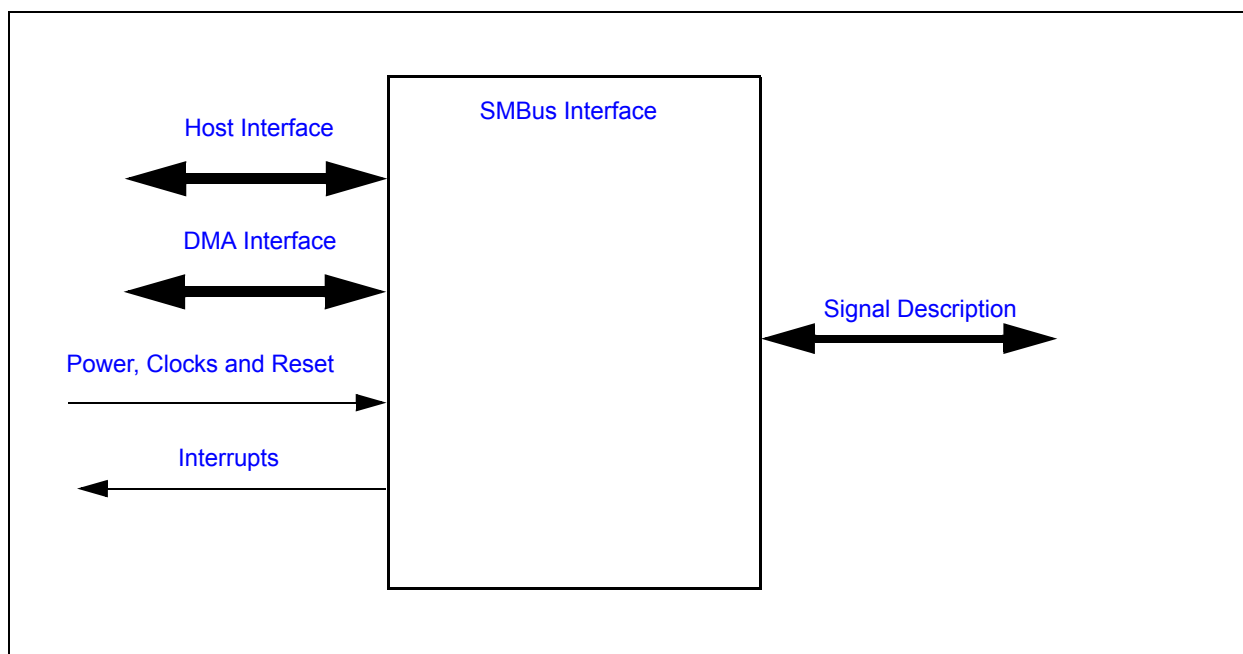 SMBus Interface
Host Interface
DMA Interface
Signal Description
Power, Clocks and Reset
Interrupts